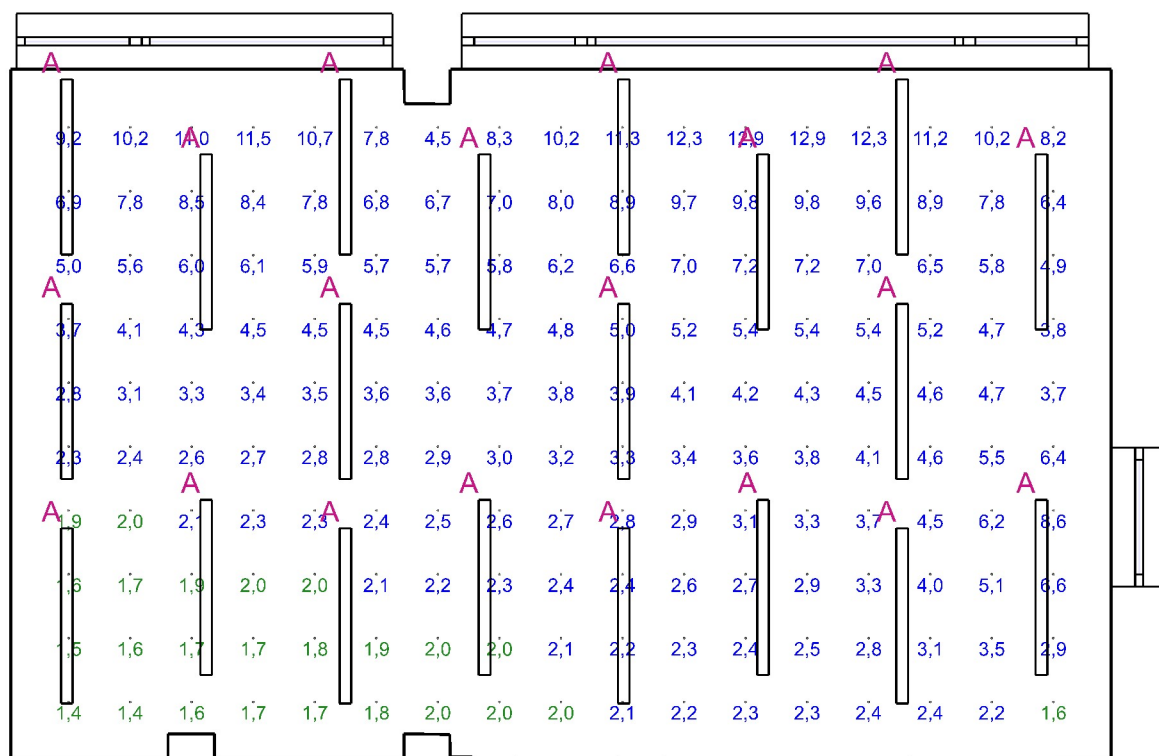 A A A A
A A A A
9,2 10,2 11,0 11,5 10,7 7,8 4,5 8,3 10,2 11,3 12,3 12,9 12,9 12,3 11,2 10,2 8,2
6,9 7,8 8,5 8,4 7,8 6,8 6,7 7,0 8,0 8,9 9,7 9,8 9,8 9,6 8,9 7,8 6,4
5,0 5,6 6,0 6,1 5,9 5,7 5,7 5,8 6,2 6,6 7,0 7,2 7,2 7,0 6,5 5,8 4,9
A A A A
3,7 4,1 4,3 4,5 4,5 4,5 4,6 4,7 4,8 5,0 5,2 5,4 5,4 5,4 5,2 4,7 3,8
2,8 3,1 3,3 3,4 3,5 3,6 3,6 3,7 3,8 3,9 4,1 4,2 4,3 4,5 4,6 4,7 3,7
2,3 2,4 2,6 2,7 2,8 2,8 2,9 3,0 3,2 3,3 3,4 3,6 3,8 4,1 4,6 5,5 6,4
A A A A
A A A A
1,9 2,0 2,1 2,3 2,3 2,4 2,5 2,6 2,7 2,8 2,9 3,1 3,3 3,7 4,5 6,2 8,6
1,6 1,7 1,9 2,0 2,0 2,1 2,2 2,3 2,4 2,4 2,6 2,7 2,9 3,3 4,0 5,1 6,6
1,5 1,6 1,7 1,7 1,8 1,9 2,0 2,0 2,1 2,2 2,3 2,4 2,5 2,8 3,1 3,5 2,9
1,4 1,4 1,6 1,7 1,7 1,8 2,0 2,0 2,0 2,1 2,2 2,3 2,3 2,4 2,4 2,2 1,6